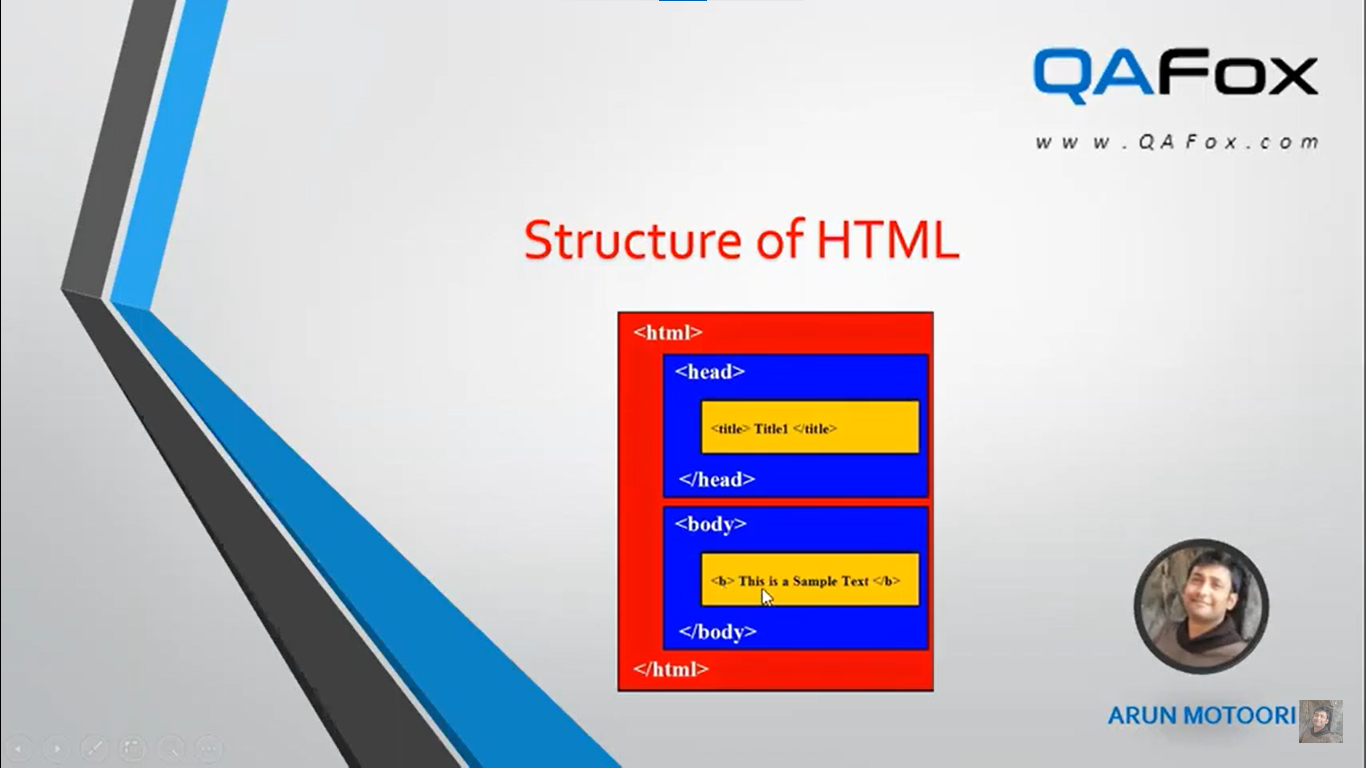 QAFox
www.QAFox.com
Structure of HTML
<html>
<head>
<title> Title1 </title>
</head>
<body>
<b> This is a Sample Text </b>
</body>
</html>
ARUN MOTOORI